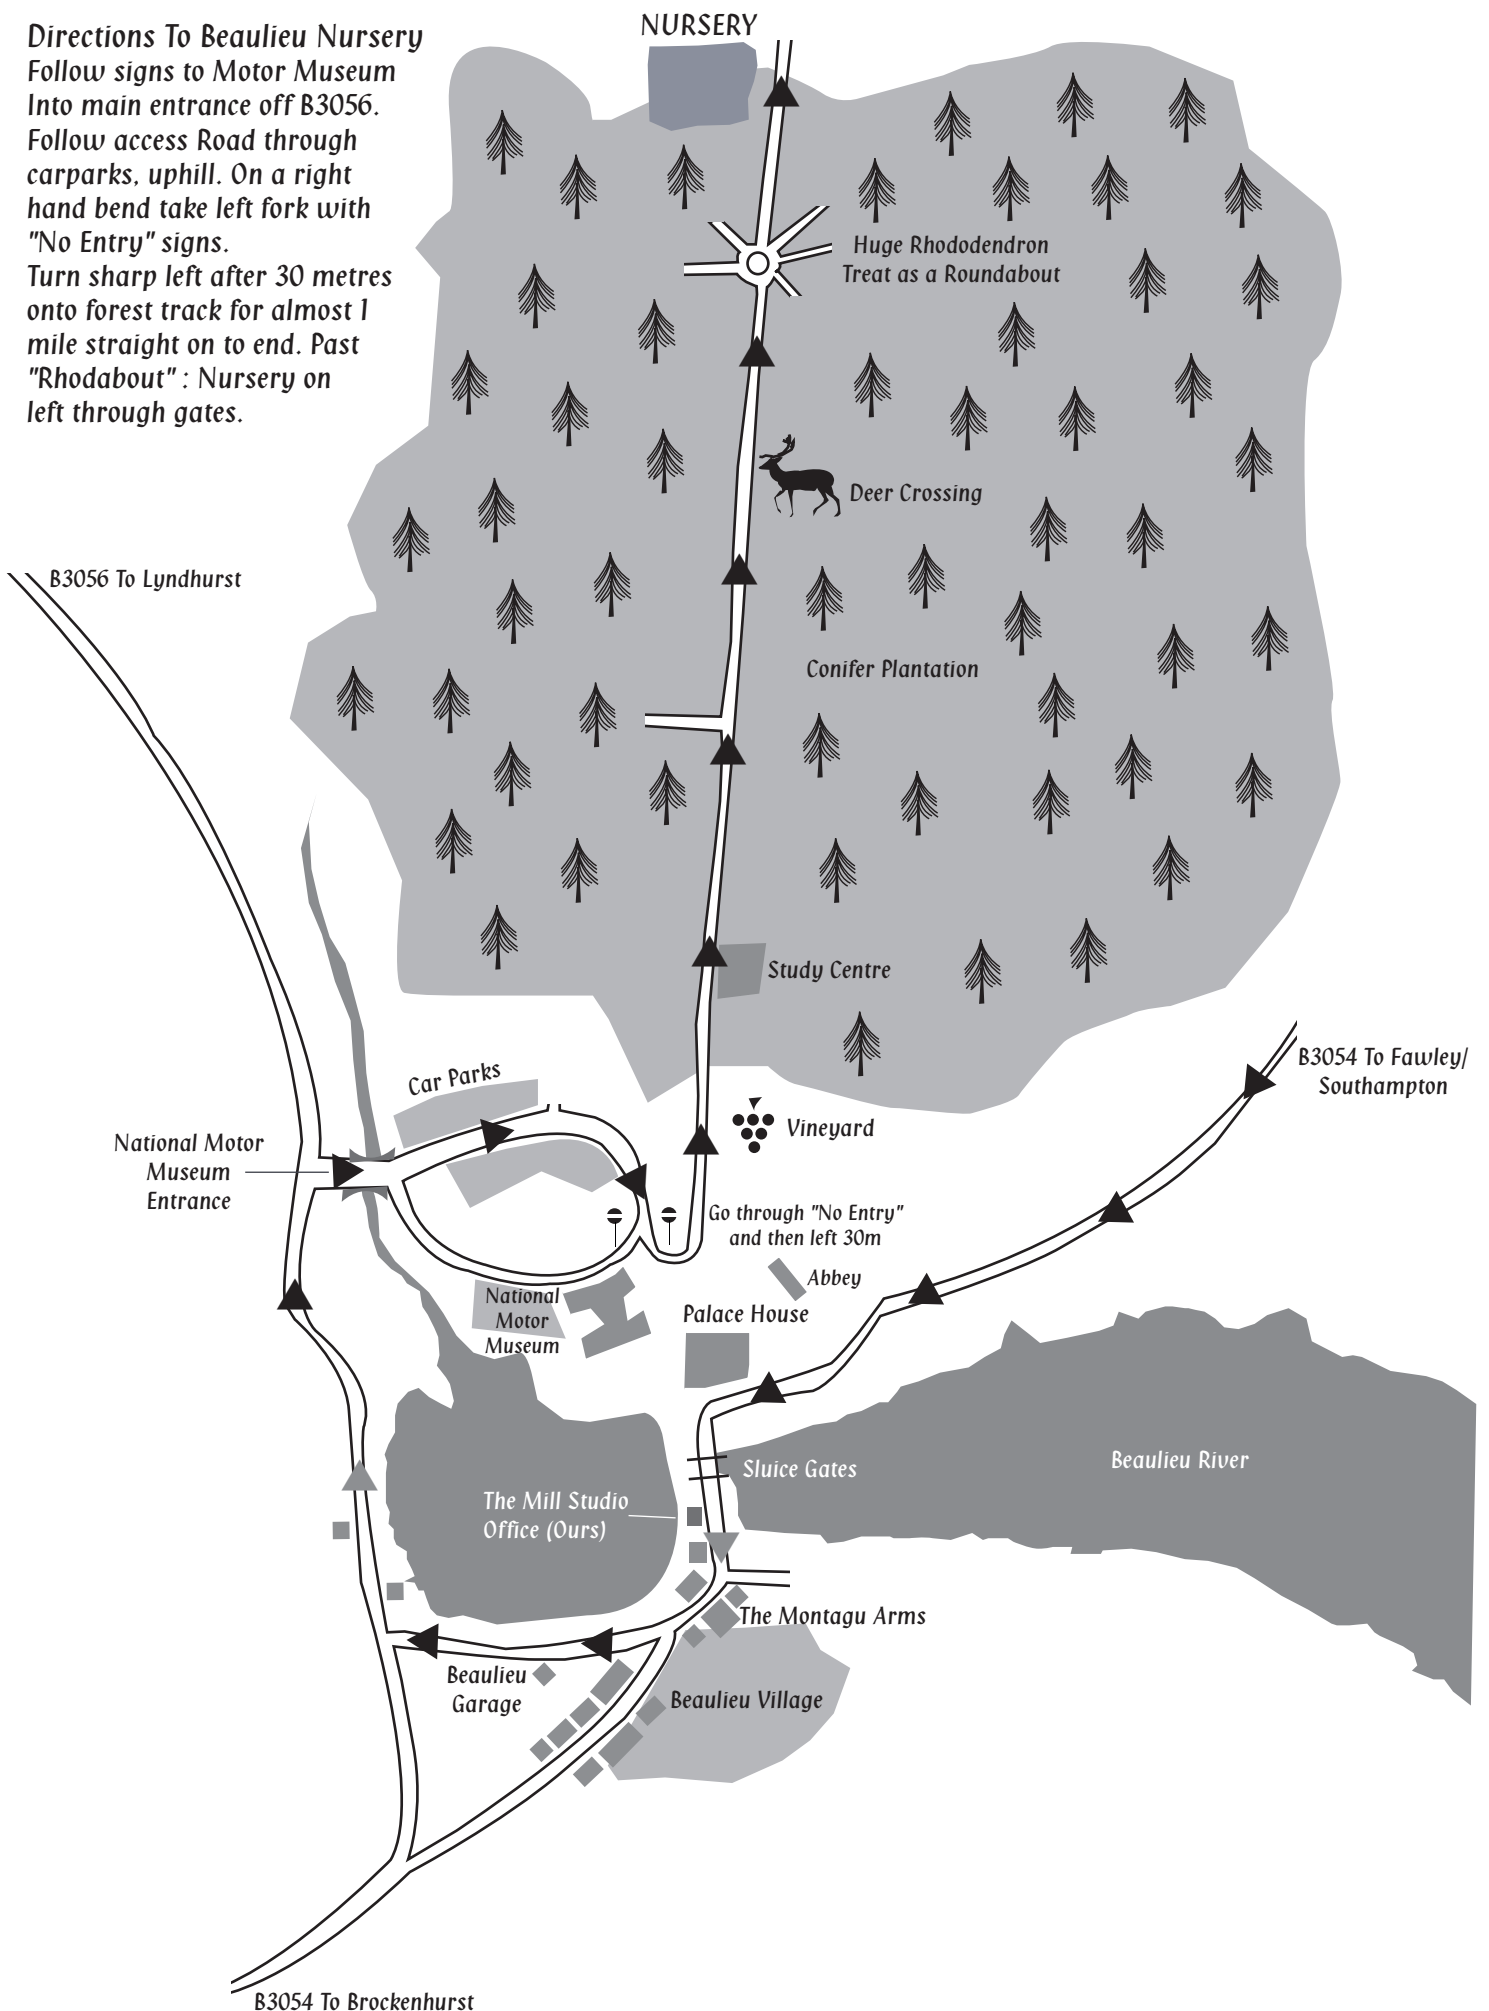 Directions To Beaulieu Nursery
Follow signs to Motor Museum
Into main entrance off B3056.
Follow access Road through
carparks, uphill. On a right
hand bend take left fork with
"No Entry" signs.
Turn sharp left after 30 metres
onto forest track for almost 1
mile straight on to end. Past
"Rhodabout" : Nursery on
left through gates.
NURSERY
Huge Rhododendron
Treat as a Roundabout
Deer Crossing
B3056 To Lyndhurst
Conifer Plantation
Study Centre
B3054 To Fawley/
Southampton
Car Parks
Vineyard
National Motor
Museum
Entrance
Go through "No Entry"
and then left 30m
Abbey
National
Motor
Museum
Palace House
Sluice Gates
Beaulieu River
The Mill Studio
Office (Ours)
The Montagu Arms
Beaulieu
Garage
Beaulieu Village
B3054 To Brockenhurst